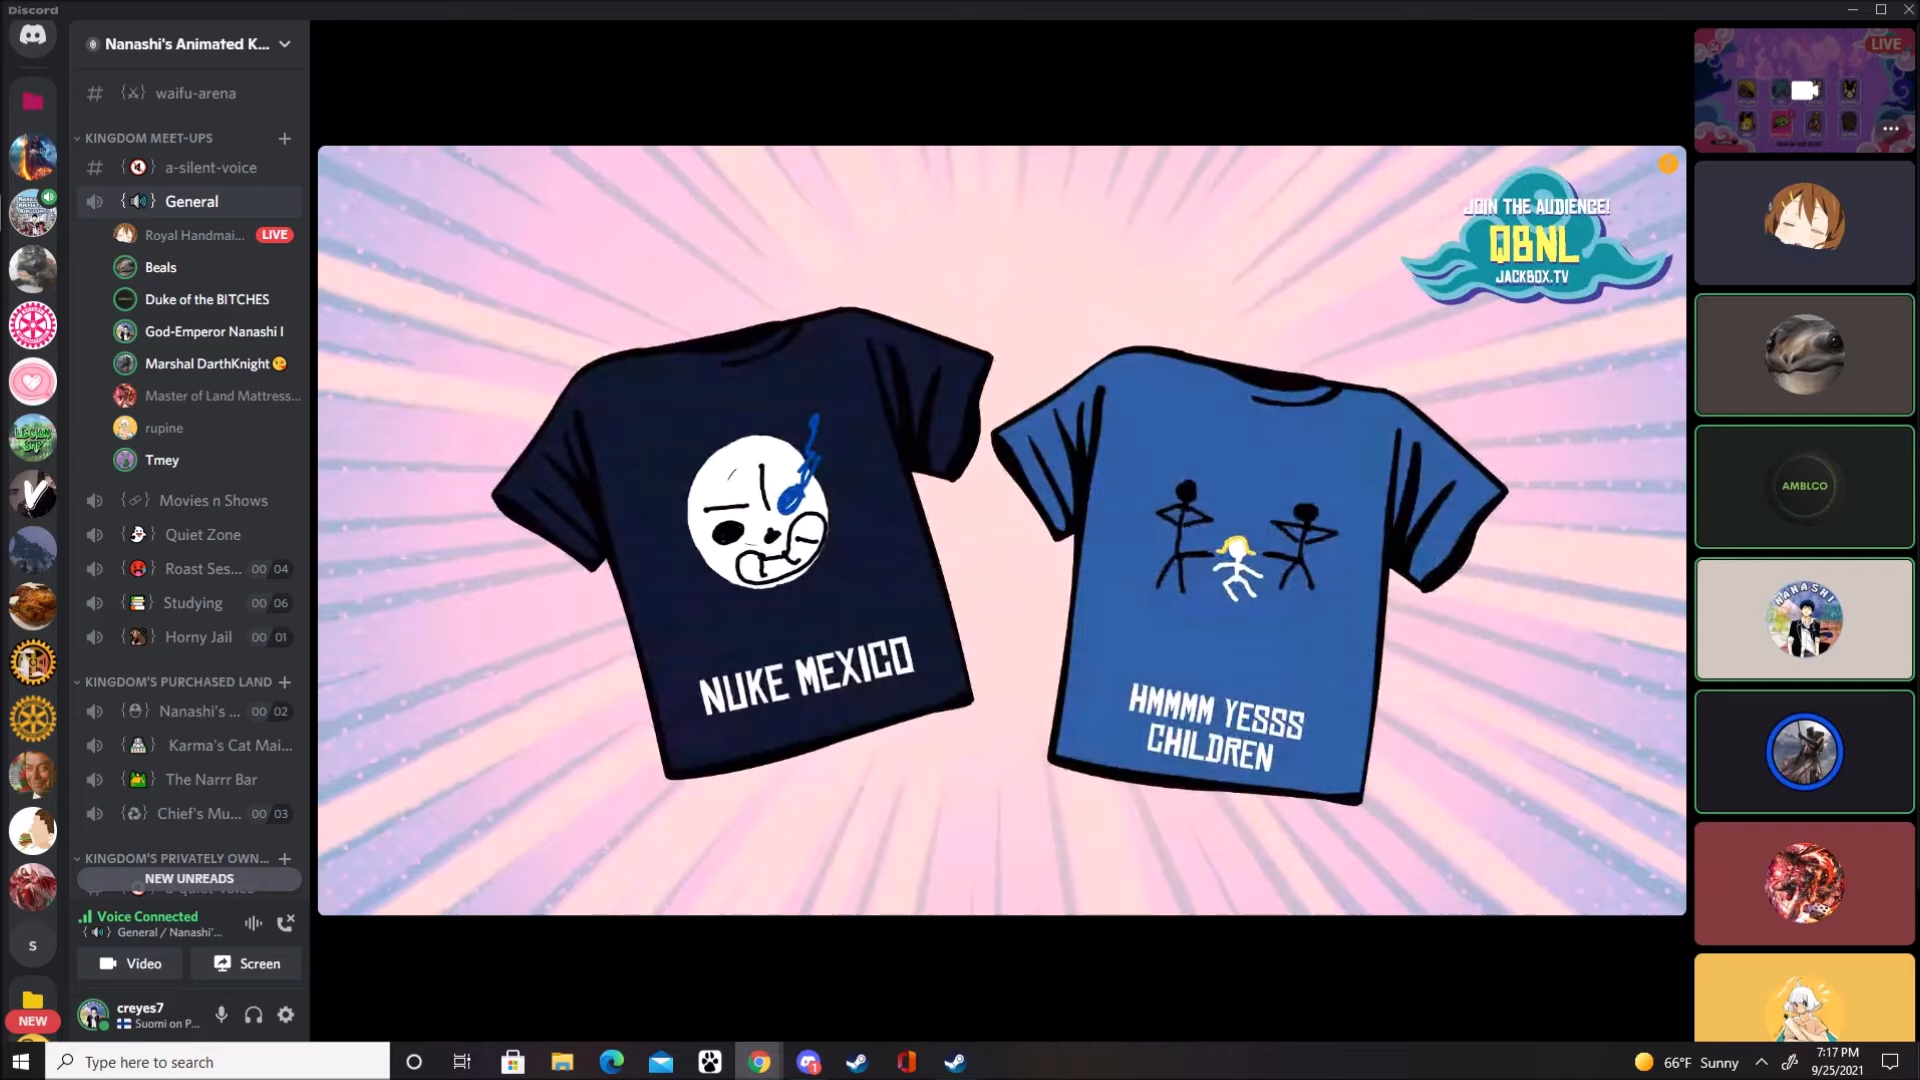 Discord
Nanashi's Animated K...
waifu-arena
KINGDOM MEET-UPS
a-silent-voice
General
Royal Handmai... LIVE
Beals
Duke of the BITCHES
God-Emperor Nanashi I
Marshal DarthKnight
Master of Land Mattress...
rupine
Tmey
Movies n Shows
Quiet Zone
Roast Ses... 00 04
Studying 00 06
Horny Jail 00 01
KINGDOM'S PURCHASED LAND
Nanashi's ... 00 02
Karma's Cat Mai...
The Narrr Bar
Chief's Mu... 00 03
KINGDOM'S PRIVATELY OWN...
NEW UNREADS
Voice Connected
General / Nanashi'...
Video
Screen
creyes7
Suomi on P...
S
NEW
JOIN THE AUDIENCE!
QBNL
JACKBOX.TV
NUKE MEXICO
HMMMM YESSS
CHILDREN
LIVE
AMBLCO
NANASHI
Type here to search
1
66°F Sunny
7:17 PM
9/25/2021